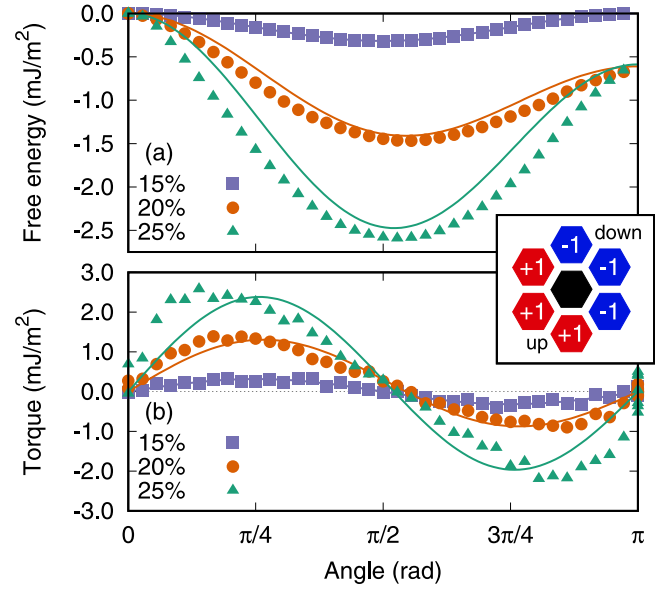 Free energy (mJ/m²)
0.0
-0.5
-1.0
-1.5
-2.0
-2.5
(a)
15%
20%
25%
-1 down
+1 -1
+1 -1
up +1
Torque (mJ/m²)
3.0
2.0
1.0
0.0
-1.0
-2.0
-3.0
(b)
15%
20%
25%
0 π/4 π/2 3π/4 π
Angle (rad)